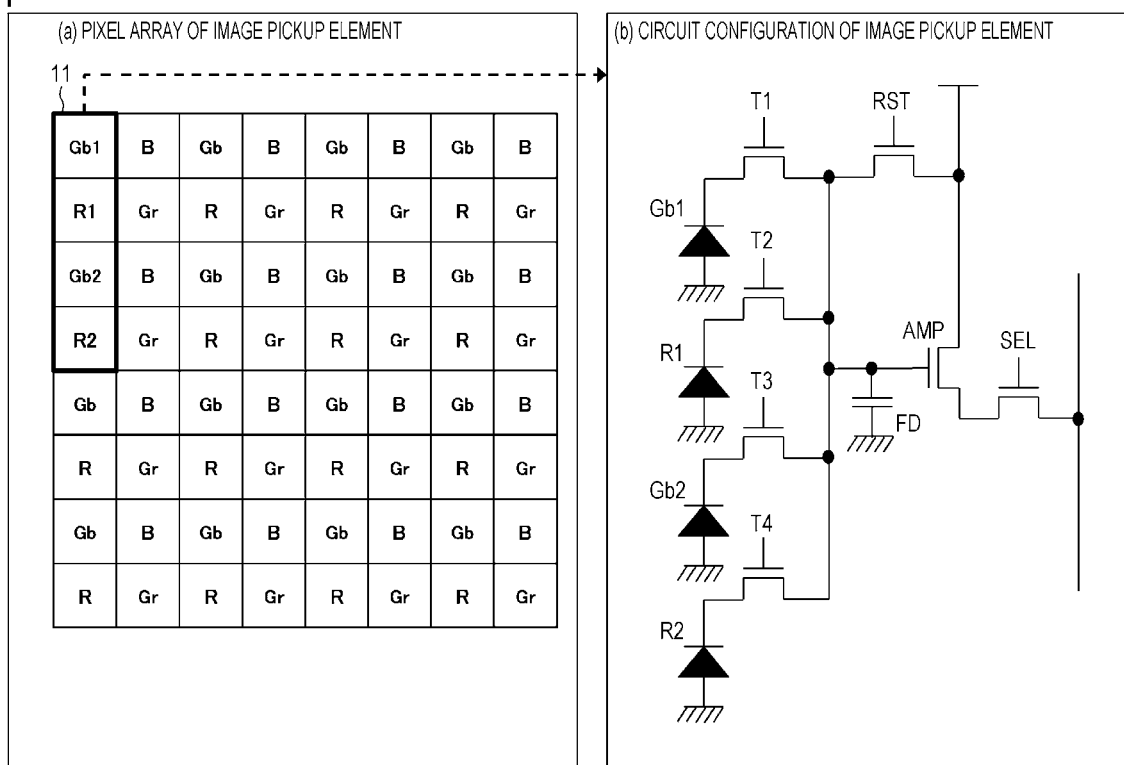 (a) PIXEL ARRAY OF IMAGE PICKUP ELEMENT
11
Gb1 B Gb B Gb B Gb B
R1 Gr R Gr R Gr R Gr
Gb2 B Gb B Gb B Gb B
R2 Gr R Gr R Gr R Gr
Gb B Gb B Gb B Gb B
R Gr R Gr R Gr R Gr
Gb B Gb B Gb B Gb B
R Gr R Gr R Gr R Gr
(b) CIRCUIT CONFIGURATION OF IMAGE PICKUP ELEMENT
T1 RST
Gb1
T2
AMP SEL
R1
T3
FD
Gb2
T4
R2